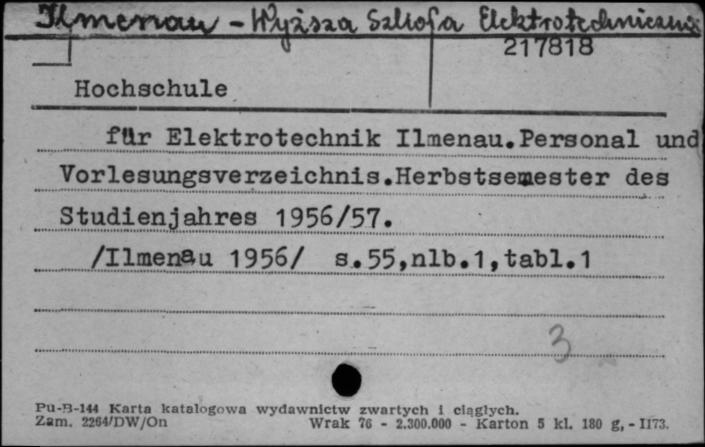 Ilmenau - Wyższa Szkoła Elektrotechniczna
217818
Hochschule
für Elektrotechnik Ilmenau.Personal und
Vorlesungsverzeichnis.Herbstsemester des
Studienjahres 1956/57.
/Ilmenau 1956/ s.55,nlb.1,tabl.1
3
Pu-B-144 Karta katalogowa wydawnictw zwartych i ciągłych.
Zam. 2264/DW/On Wrak 76 - 2.300.000 - Karton 5 kl. 180 g, - II73.